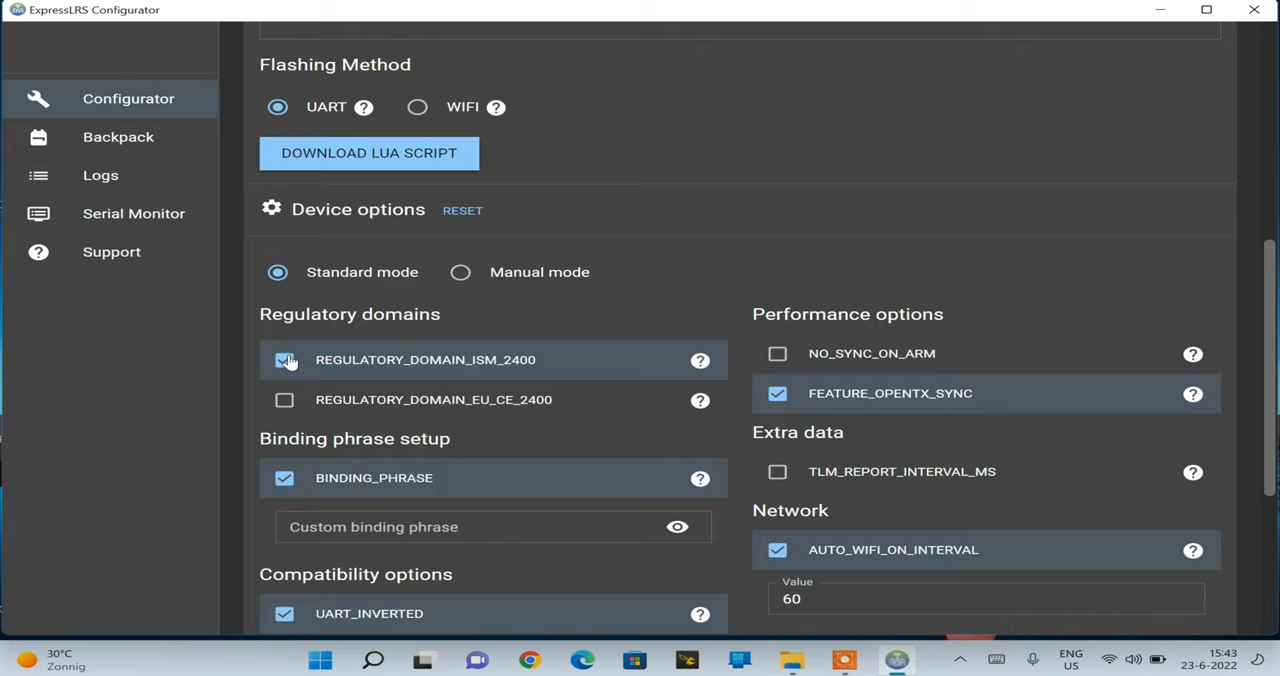 ExpressLRS Configurator
Configurator
Backpack
Logs
Serial Monitor
Support
Flashing Method
UART ? WIFI ?
DOWNLOAD LUA SCRIPT
Device options RESET
Standard mode Manual mode
Regulatory domains
REGULATORY_DOMAIN_ISM_2400 ?
REGULATORY_DOMAIN_EU_CE_2400 ?
Binding phrase setup
BINDING_PHRASE ?
Custom binding phrase
Compatibility options
UART_INVERTED ?
Performance options
NO_SYNC_ON_ARM ?
FEATURE_OPENTX_SYNC ?
Extra data
TLM_REPORT_INTERVAL_MS ?
Network
AUTO_WIFI_ON_INTERVAL ?
Value
60
30°C
Zonnig
ENG
US
15:43
23-6-2022